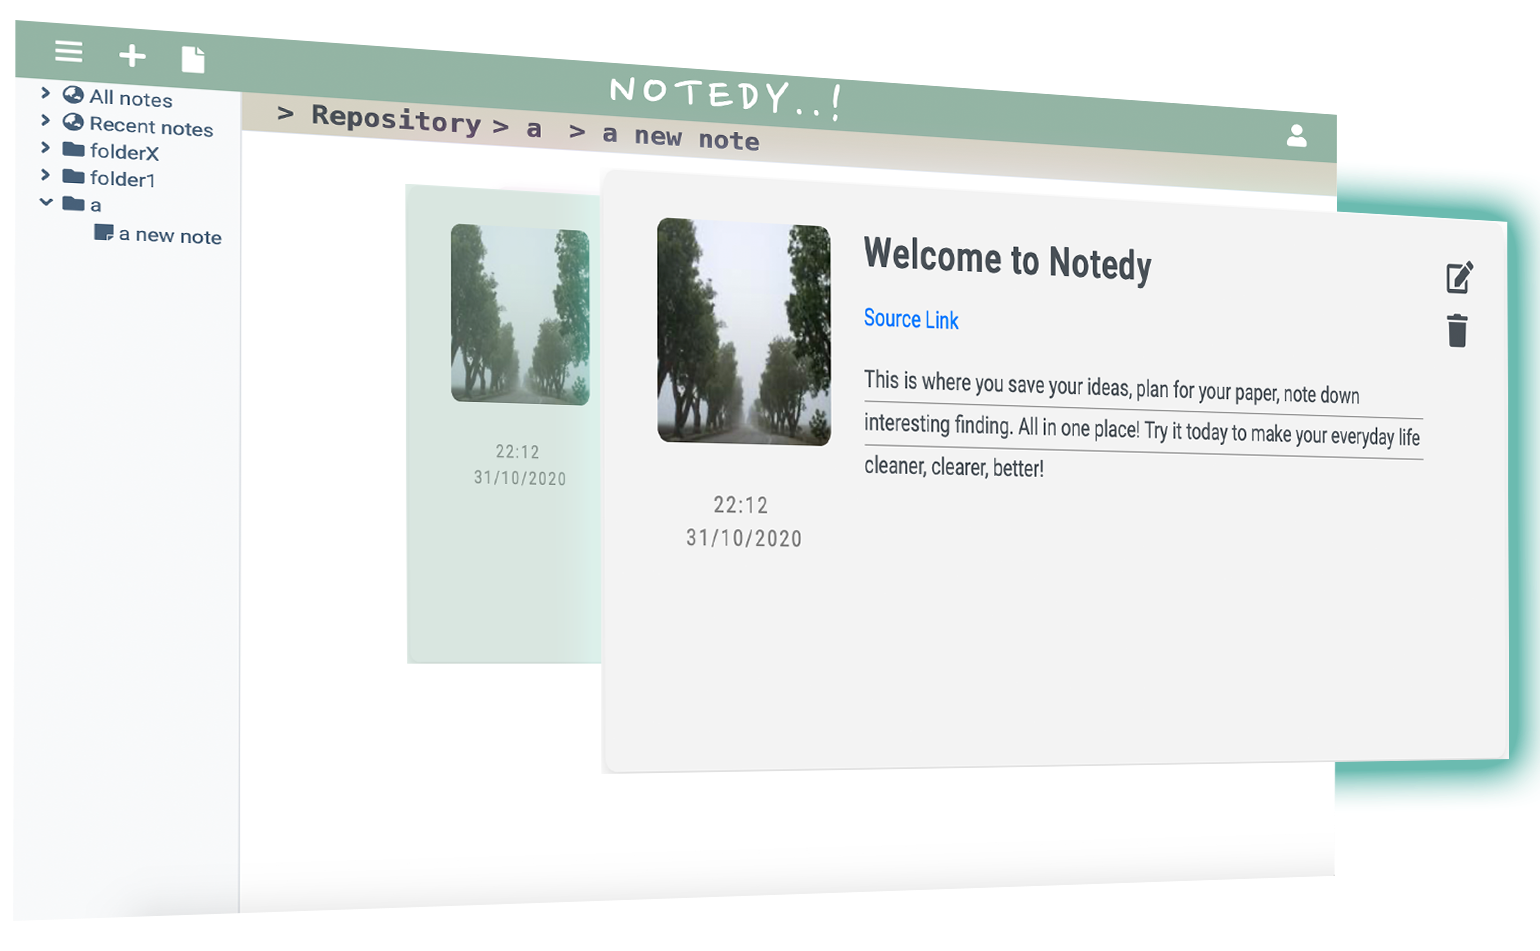 NOTEDY..!
> Repository > a > a new note
All notes
Recent notes
folderX
folder1
a
a new note
22:12
31/10/2020
Welcome to Notedy
Source Link
This is where you save your ideas, plan for your paper, note down
interesting finding. All in one place! Try it today to make your everyday life
cleaner, clearer, better!
22:12
31/10/2020